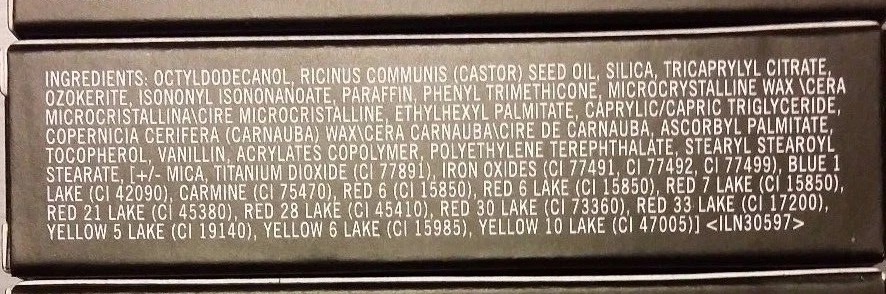 INGREDIENTS: OCTYLDODECANOL, RICINUS COMMUNIS (CASTOR) SEED OIL, SILICA, TRICAPRYLYL CITRATE,
OZOKERITE, ISONONYL ISONONANOATE, PARAFFIN, PHENYL TRIMETHICONE, MICROCRYSTALLINE WAX \CERA
MICROCRISTALLINA\CIRE MICROCRISTALLINE, ETHYLHEXYL PALMITATE, CAPRYLIC/CAPRIC TRIGLYCERIDE,
COPERNICIA CERIFERA (CARNAUBA) WAX\CERA CARNAUBA\CIRE DE CARNAUBA, ASCORBYL PALMITATE,
TOCOPHEROL, VANILLIN, ACRYLATES COPOLYMER, POLYETHYLENE TEREPHTHALATE, STEARYL STEAROYL
STEARATE, [+/- MICA, TITANIUM DIOXIDE (CI 77891), IRON OXIDES (CI 77491, CI 77492, CI 77499), BLUE 1
LAKE (CI 42090), CARMINE (CI 75470), RED 6 (CI 15850), RED 6 LAKE (CI 15850), RED 7 LAKE (CI 15850),
RED 21 LAKE (CI 45380), RED 28 LAKE (CI 45410), RED 30 LAKE (CI 73360), RED 33 LAKE (CI 17200),
YELLOW 5 LAKE (CI 19140), YELLOW 6 LAKE (CI 15985), YELLOW 10 LAKE (CI 47005)] <ILN30597>